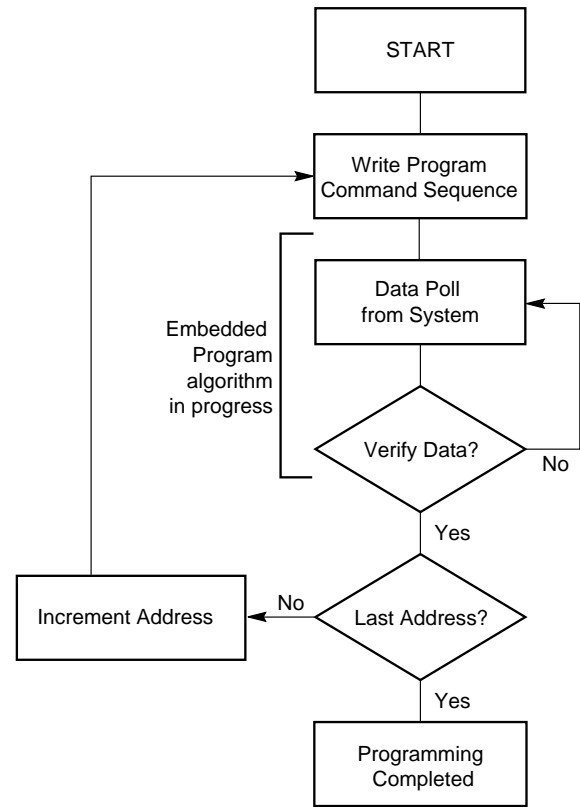 START
Write Program
Command Sequence
Data Poll
from System
Embedded
Program
algorithm
in progress
Verify Data?
No
Yes
Last Address?
No
Increment Address
Yes
Programming
Completed